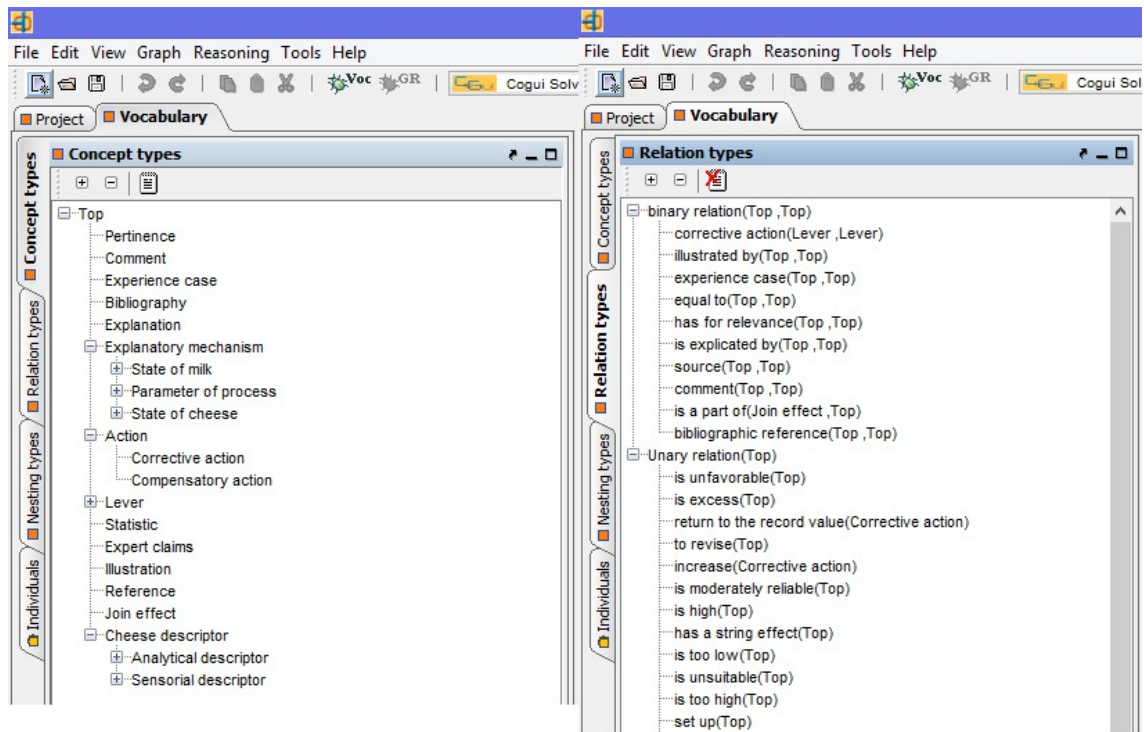 File Edit View Graph Reasoning Tools Help
Voc GR Cogui Solv
Project Vocabulary
Concept types
Relation types
Nesting types
Individuals
Concept types
Top
Pertinence
Comment
Experience case
Bibliography
Explanation
Explanatory mechanism
State of milk
Parameter of process
State of cheese
Action
Corrective action
Compensatory action
Lever
Statistic
Expert claims
Illustration
Reference
Join effect
Cheese descriptor
Analytical descriptor
Sensorial descriptor
File Edit View Graph Reasoning Tools Help
Voc GR Cogui Sol
Project Vocabulary
Concept types
Relation types
Nesting types
Individuals
Relation types
binary relation(Top ,Top)
corrective action(Lever ,Lever)
illustrated by(Top ,Top)
experience case(Top ,Top)
equal to(Top ,Top)
has for relevance(Top ,Top)
is explicated by(Top ,Top)
source(Top ,Top)
comment(Top ,Top)
is a part of(Join effect ,Top)
bibliographic reference(Top ,Top)
Unary relation(Top)
is unfavorable(Top)
is excess(Top)
return to the record value(Corrective action)
to revise(Top)
increase(Corrective action)
is moderately reliable(Top)
is high(Top)
has a string effect(Top)
is too low(Top)
is unsuitable(Top)
is too high(Top)
set up(Top)